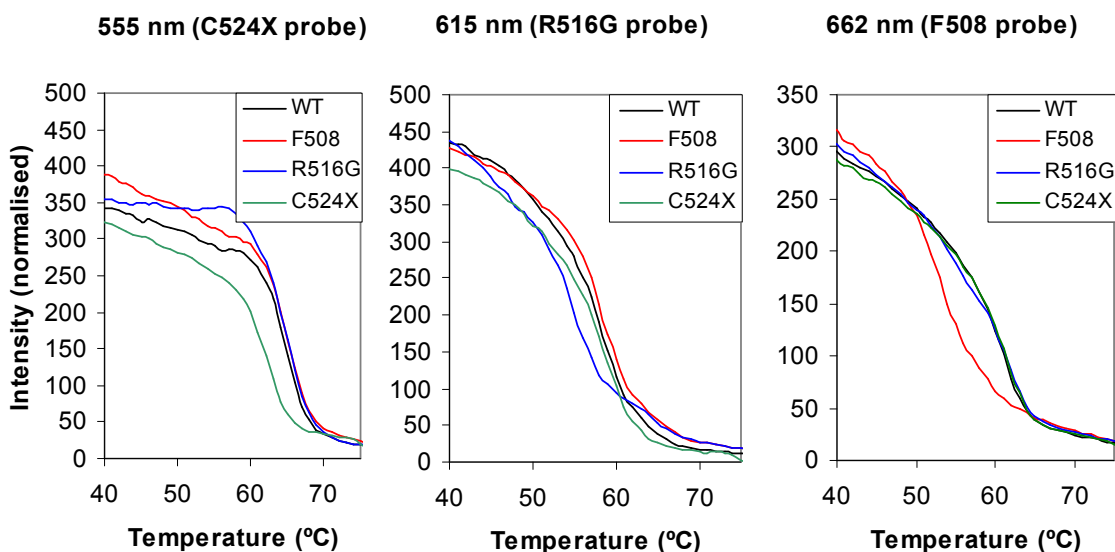 555 nm (C524X probe)
615 nm (R516G probe)
662 nm (F508 probe)
Intensity (normalised)
500
450
400
350
300
250
200
150
100
50
0
40
50
60
70
Temperature (ºC)
WT
F508
R516G
C524X
500
450
400
350
300
250
200
150
100
50
0
40
50
60
70
Temperature (ºC)
WT
F508
R516G
C524X
350
300
250
200
150
100
50
0
40
50
60
70
Temperature (ºC)
WT
F508
R516G
C524X